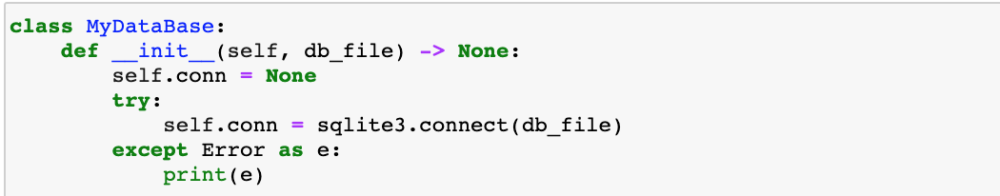 class MyDataBase:
    def __init__(self, db_file) -> None:
        self.conn = None
        try:
            self.conn = sqlite3.connect(db_file)
        except Error as e:
            print(e)